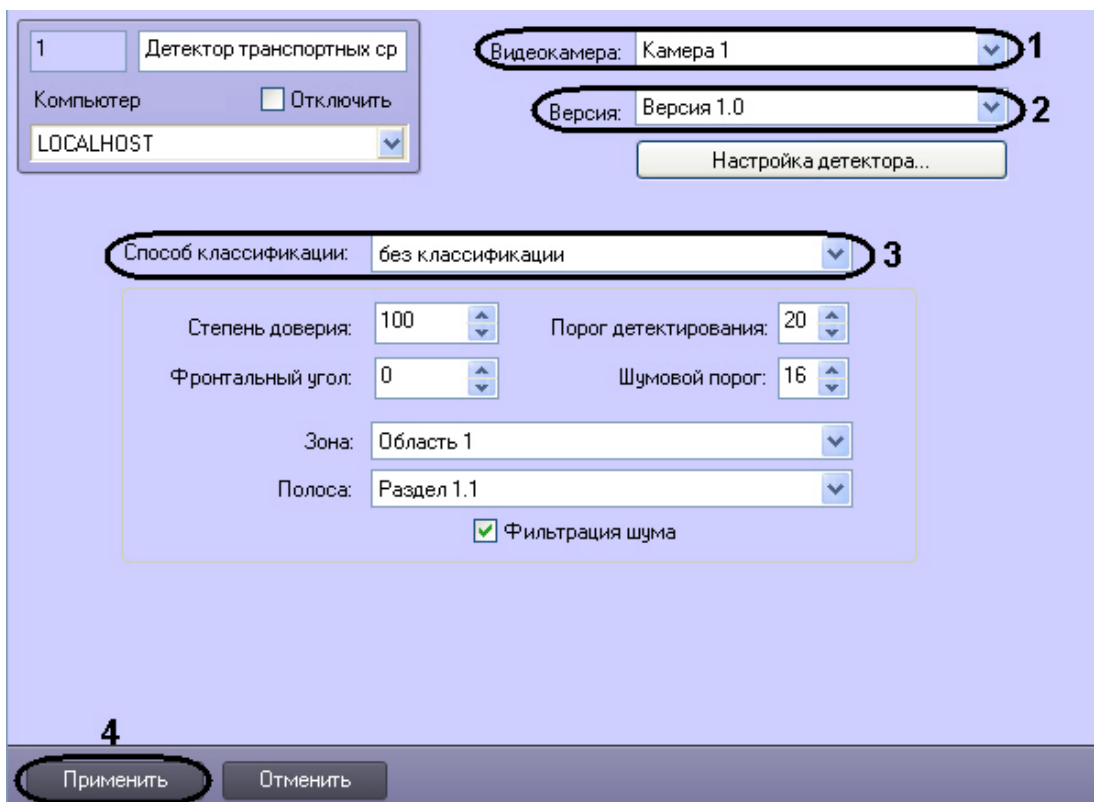 1
Детектор транспортных ср
Компьютер
Отключить
LOCALHOST
Видеокамера: Камера 1
1
Версия: Версия 1.0
2
Настройка детектора...
Способ классификации: без классификации
3
Степень доверия: 100
Порог детектирования: 20
Фронтальный угол: 0
Шумовой порог: 16
Зона: Область 1
Полоса: Раздел 1.1
Фильтрация шума
4
Применить
Отменить